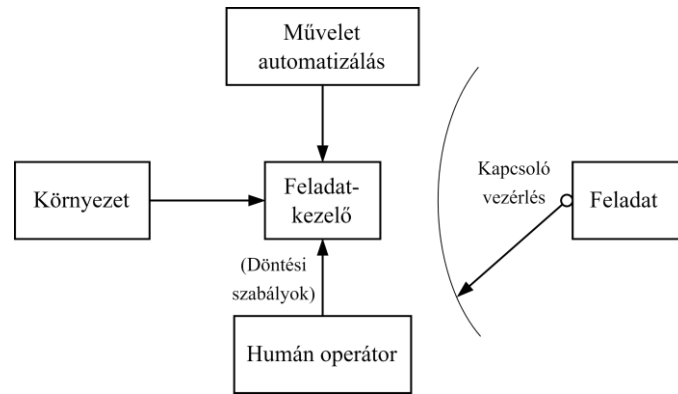 Művelet
automatizálás
Környezet
Feladat-
kezelő
Kapcsoló
vezérlés
Feladat
(Döntési
szabályok)
Humán operátor